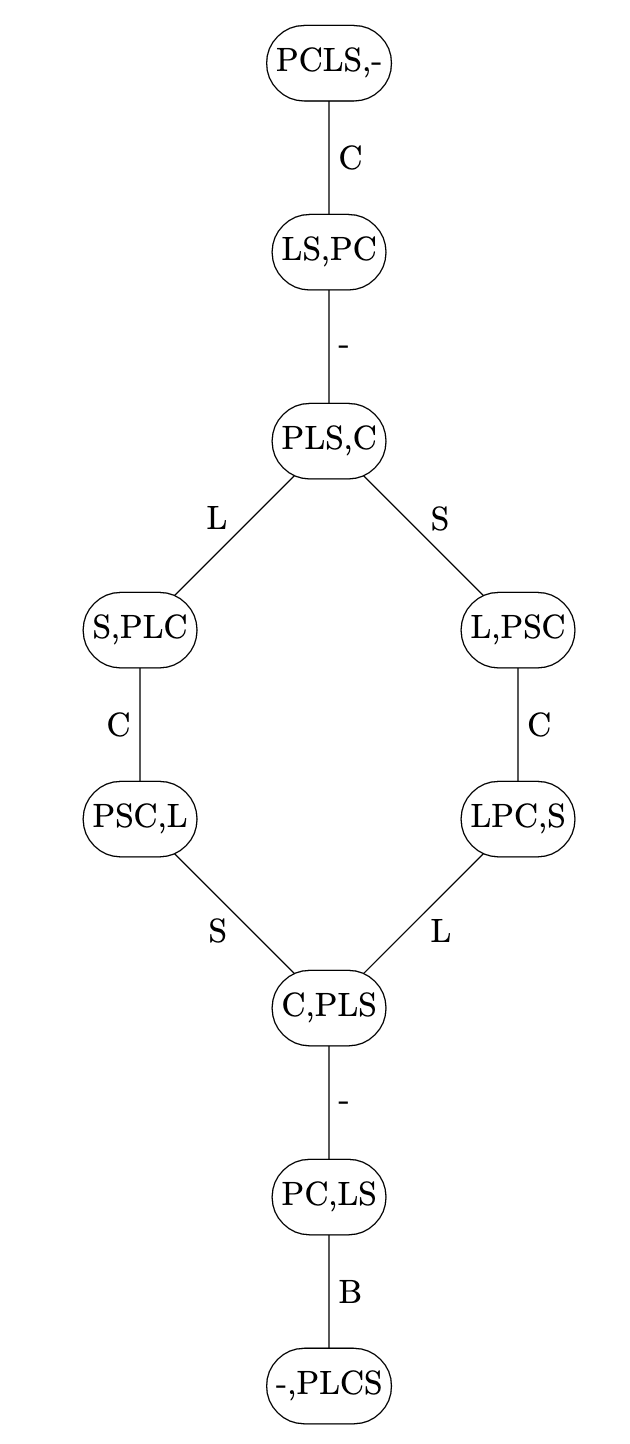 PCLS,-
C
LS,PC
-
PLS,C
L
S
S,PLC
L,PSC
C
C
PSC,L
LPC,S
S
L
C,PLS
-
PC,LS
B
-,PLCS